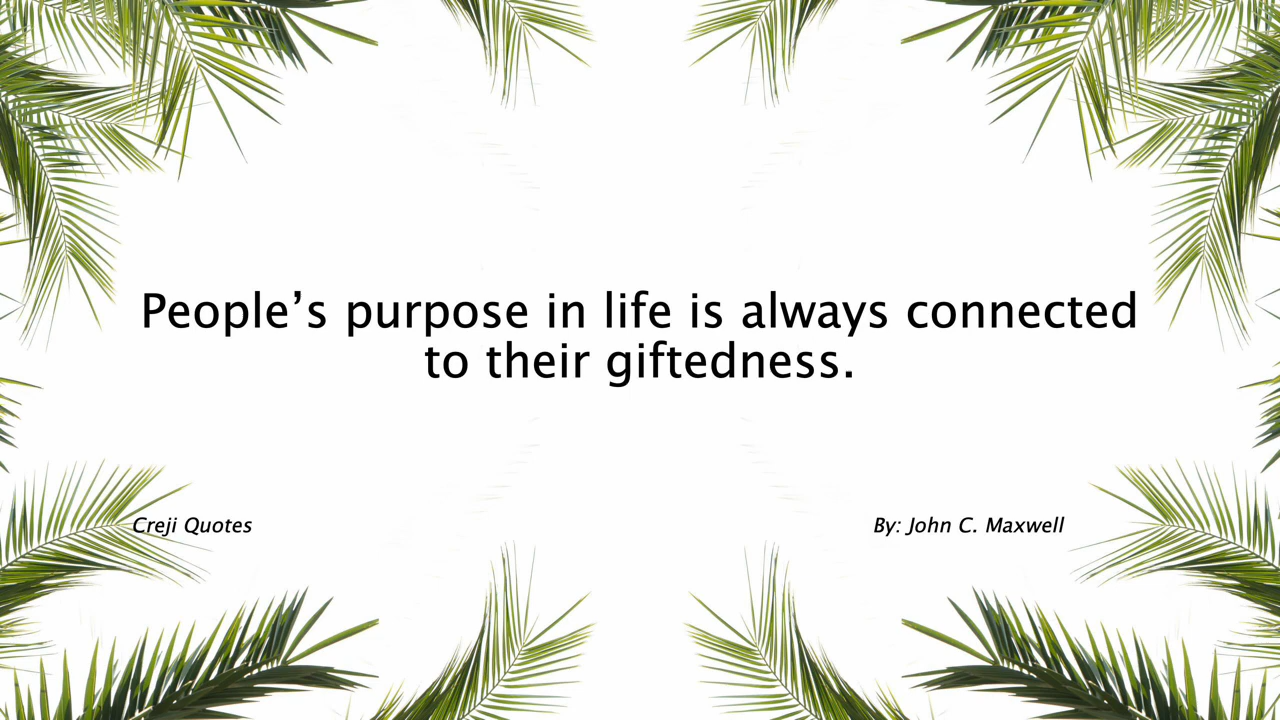 People’s purpose in life is always connected
to their giftedness.
Creji Quotes
By: John C. Maxwell